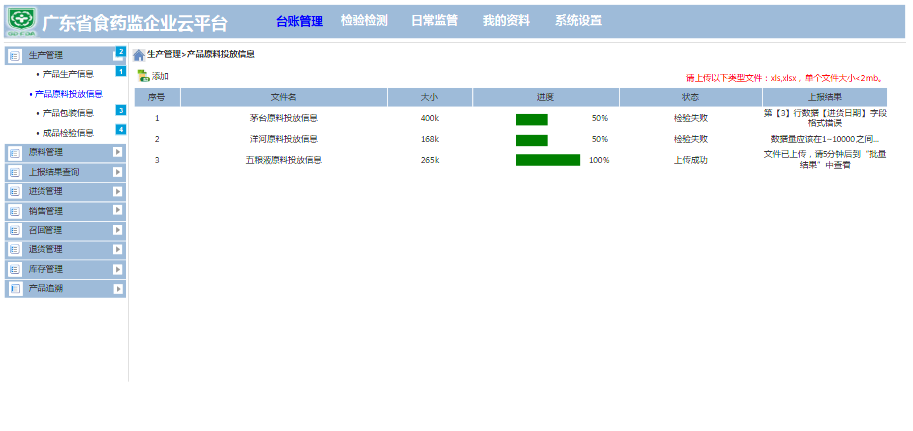 广东省食药监企业云平台
台账管理 检验检测 日常监管 我的资料 系统设置
生产管理 2
• 产品生产信息 1
• 产品原料投放信息
• 产品包装信息 3
• 成品检验信息 4
原料管理
上报结果查询
进货管理
销售管理
召回管理
退货管理
库存管理
产品追溯
生产管理>产品原料投放信息
添加
请上传以下类型文件：xls,xlsx，单个文件大小<2mb。
序号 文件名 大小 进度 状态 上报结果
1 茅台原料投放信息 400k 50% 检验失败 第【3】行数据【进货日期】字段
格式错误
2 洋河原料投放信息 168k 50% 检验失败 数据量应该在1~10000之间...
3 五粮液原料投放信息 265k 100% 上传成功 文件已上传，请5分钟后到“批量
结果”中查看